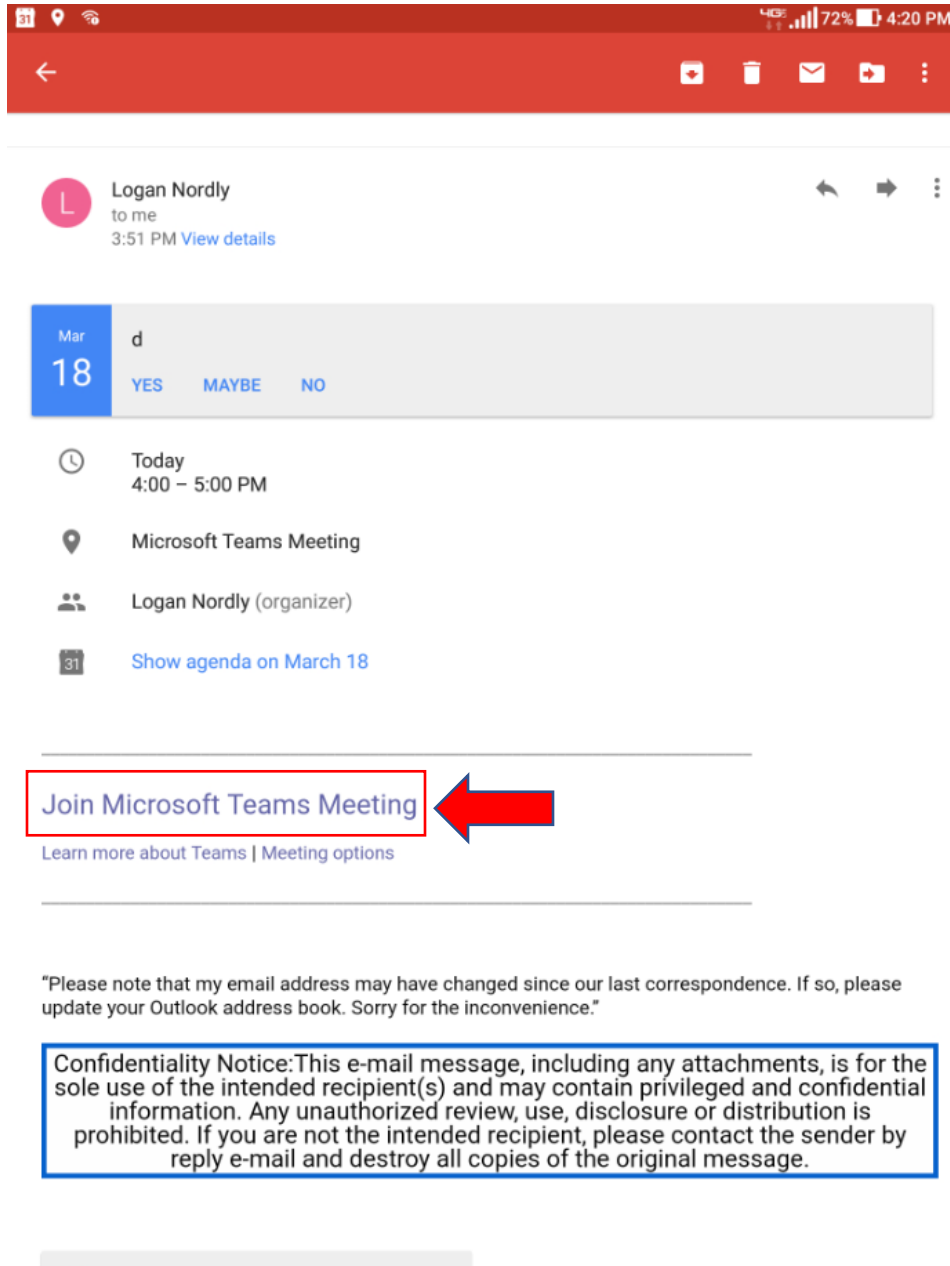 31 4GE 72% 4:20 PM
L
Logan Nordly
to me
3:51 PM View details
Mar
18
d
YES MAYBE NO
Today
4:00 – 5:00 PM
Microsoft Teams Meeting
Logan Nordly (organizer)
31 Show agenda on March 18
Join Microsoft Teams Meeting
Learn more about Teams | Meeting options
“Please note that my email address may have changed since our last correspondence. If so, please
update your Outlook address book. Sorry for the inconvenience.”
Confidentiality Notice:This e-mail message, including any attachments, is for the
sole use of the intended recipient(s) and may contain privileged and confidential
information. Any unauthorized review, use, disclosure or distribution is
prohibited. If you are not the intended recipient, please contact the sender by
reply e-mail and destroy all copies of the original message.